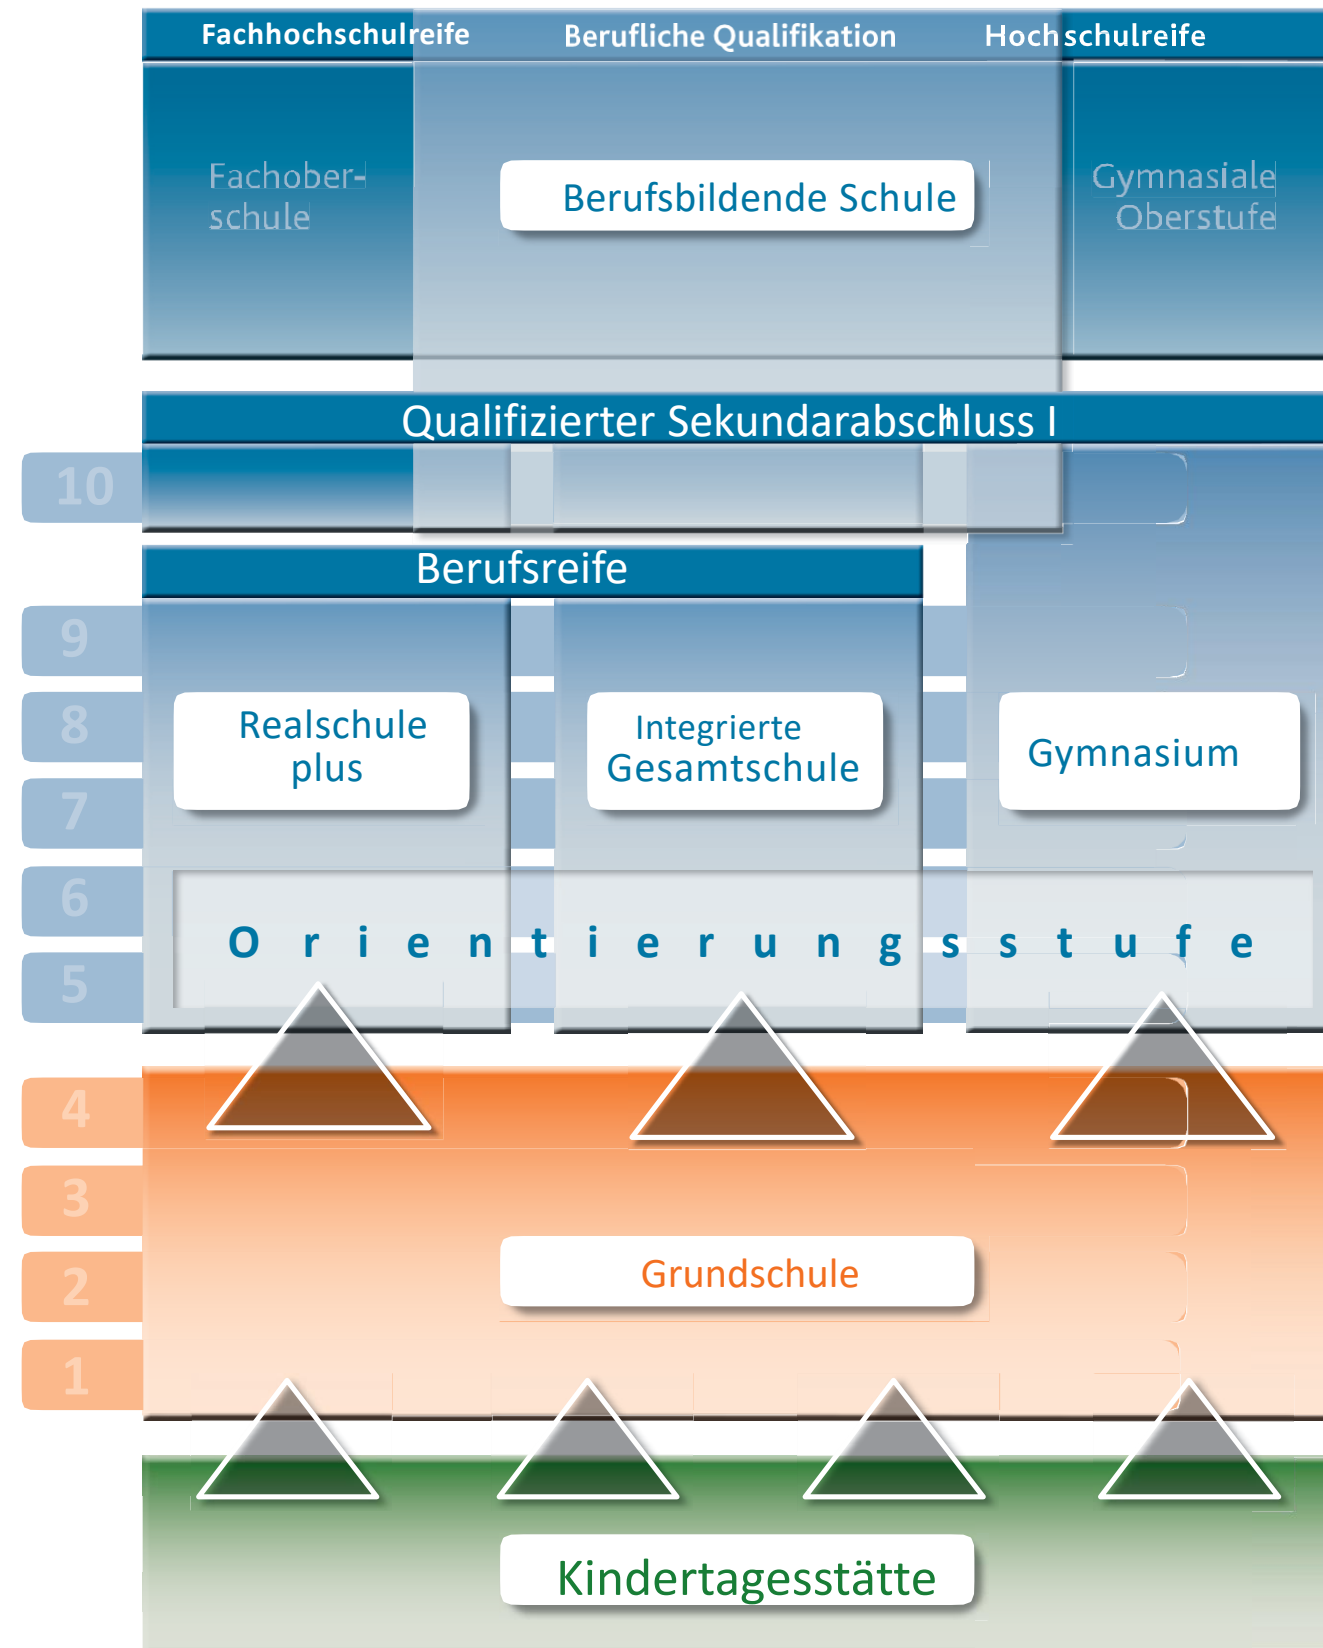 Fachhochschulreife
Berufliche Qualifikation
Hochschulreife
Fachober-
schule
Berufsbildende Schule
Gymnasiale
Oberstufe
Qualifizierter Sekundarabschluss I
10
Berufsreife
9
8
7
Realschule
plus
Integrierte
Gesamtschule
Gymnasium
6
5
Orientierungsstufe
4
3
2
1
Grundschule
Kindertagesstätte